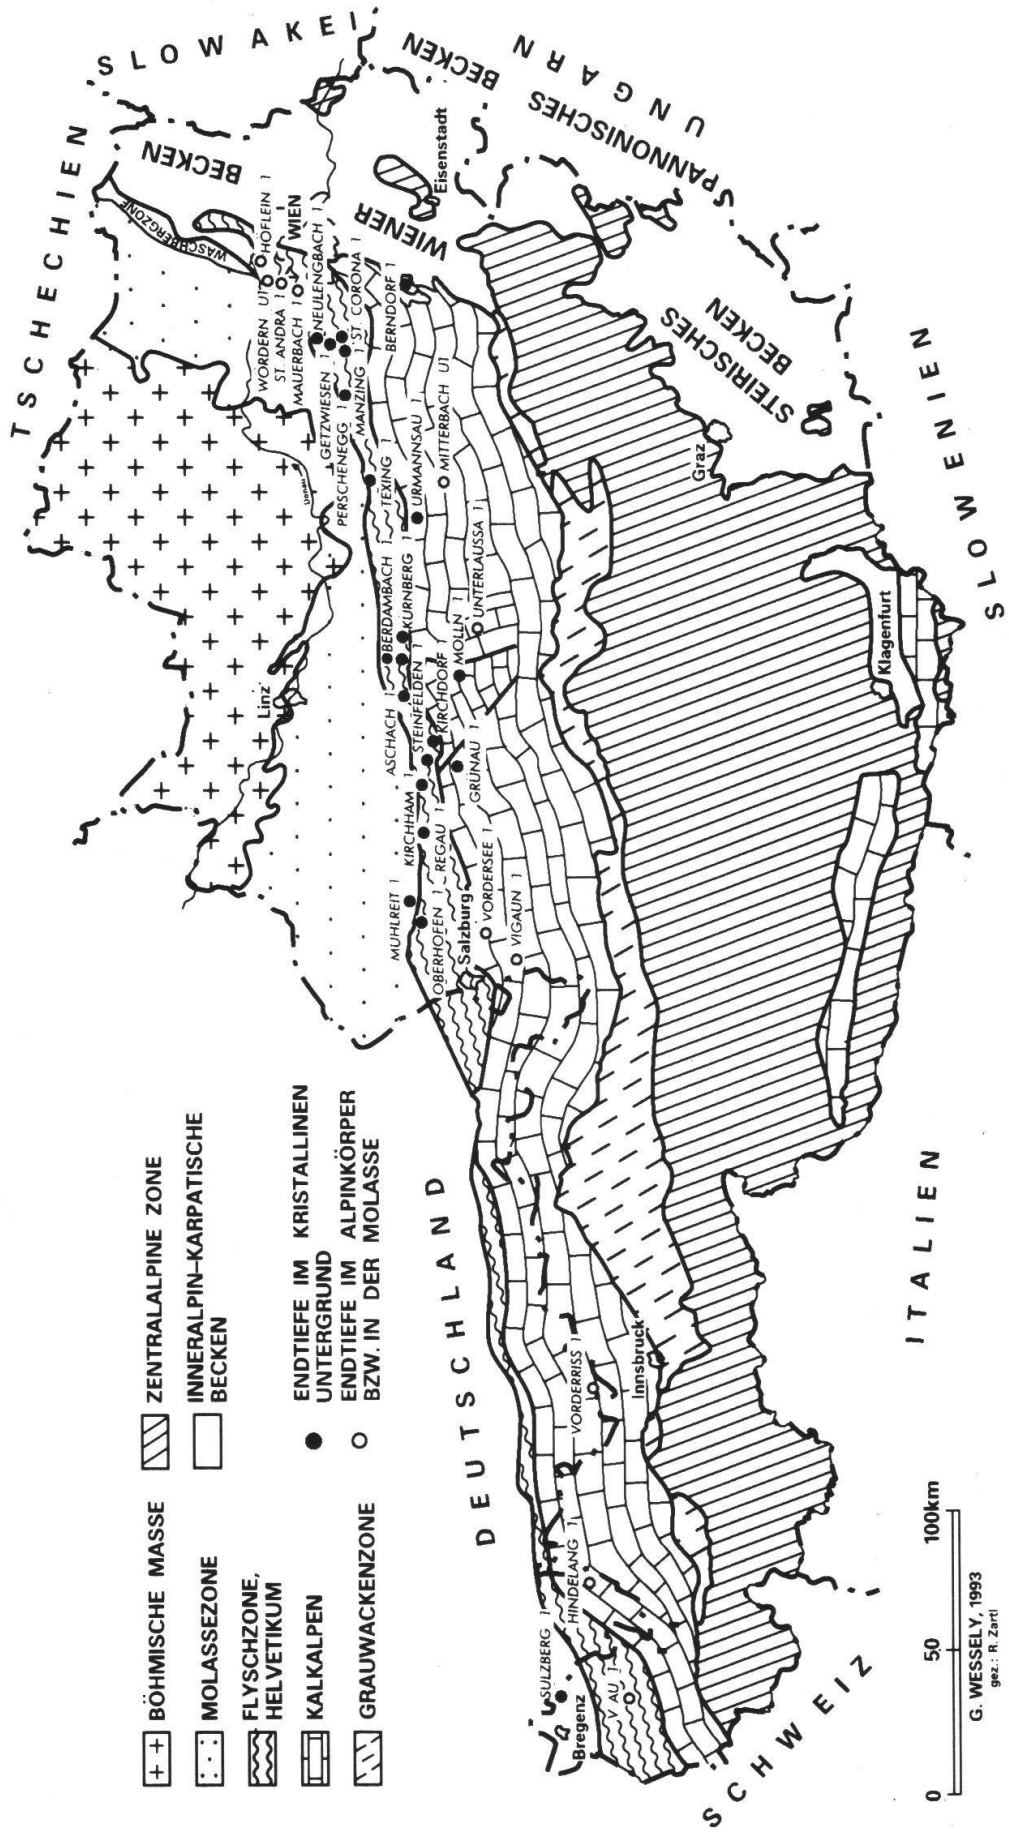 BÖHMISCHE MASSE
MOLASSEZONE
FLYSCHZONE,
HELVETIKUM
KALKALPEN
GRAUWACKENZONE
ZENTRALALPINE ZONE
INNERALPIN–KARPATISCHE
BECKEN
ENDTIEFE IM KRISTALLINEN
UNTERGRUND
ENDTIEFE IM ALPINKÖRPER
BZW. IN DER MOLASSE
TSCHECHIEN
SLOWAKEI
UNGARN
SLOWENIEN
ITALIEN
SCHWEIZ
DEUTSCHLAND
WIENER
BECKEN
PANNONISCHES
BECKEN
STEIRISCHES
BECKEN
WASCHBERGZONE
Donau
Linz
WIEN
Eisenstadt
Graz
Klagenfurt
Salzburg
Innsbruck
Bregenz
HÖFLEIN 1
WÖRDERN U1
ST. ANDRÄ 1
MAUERBACH 1
NEULENGBACH 1
GETZWIESEN 1
PERSCHENEGG 1
MANZING 1
ST. CORONA 1
BERNDORF 1
TEXING 1
URMANNSAU 1
MITTERBACH U1
BERDAMBACH 1
KÜRNBERG 1
UNTERLAUSSA 1
MOLLN 1
KIRCHDORF 1
STEINFELDEN 1
ASCHACH 1
GRÜNAU 1
KIRCHHAM 1
REGAU 1
VORDERSEE 1
MÜHLREIT 1
OBERHOFEN 1
VIGAUN 1
VORDERRISS 1
HINDELANG 1
SULZBERG 1
AU 1
0 50 100km
G. WESSELY, 1993
gez.: R. Zartl